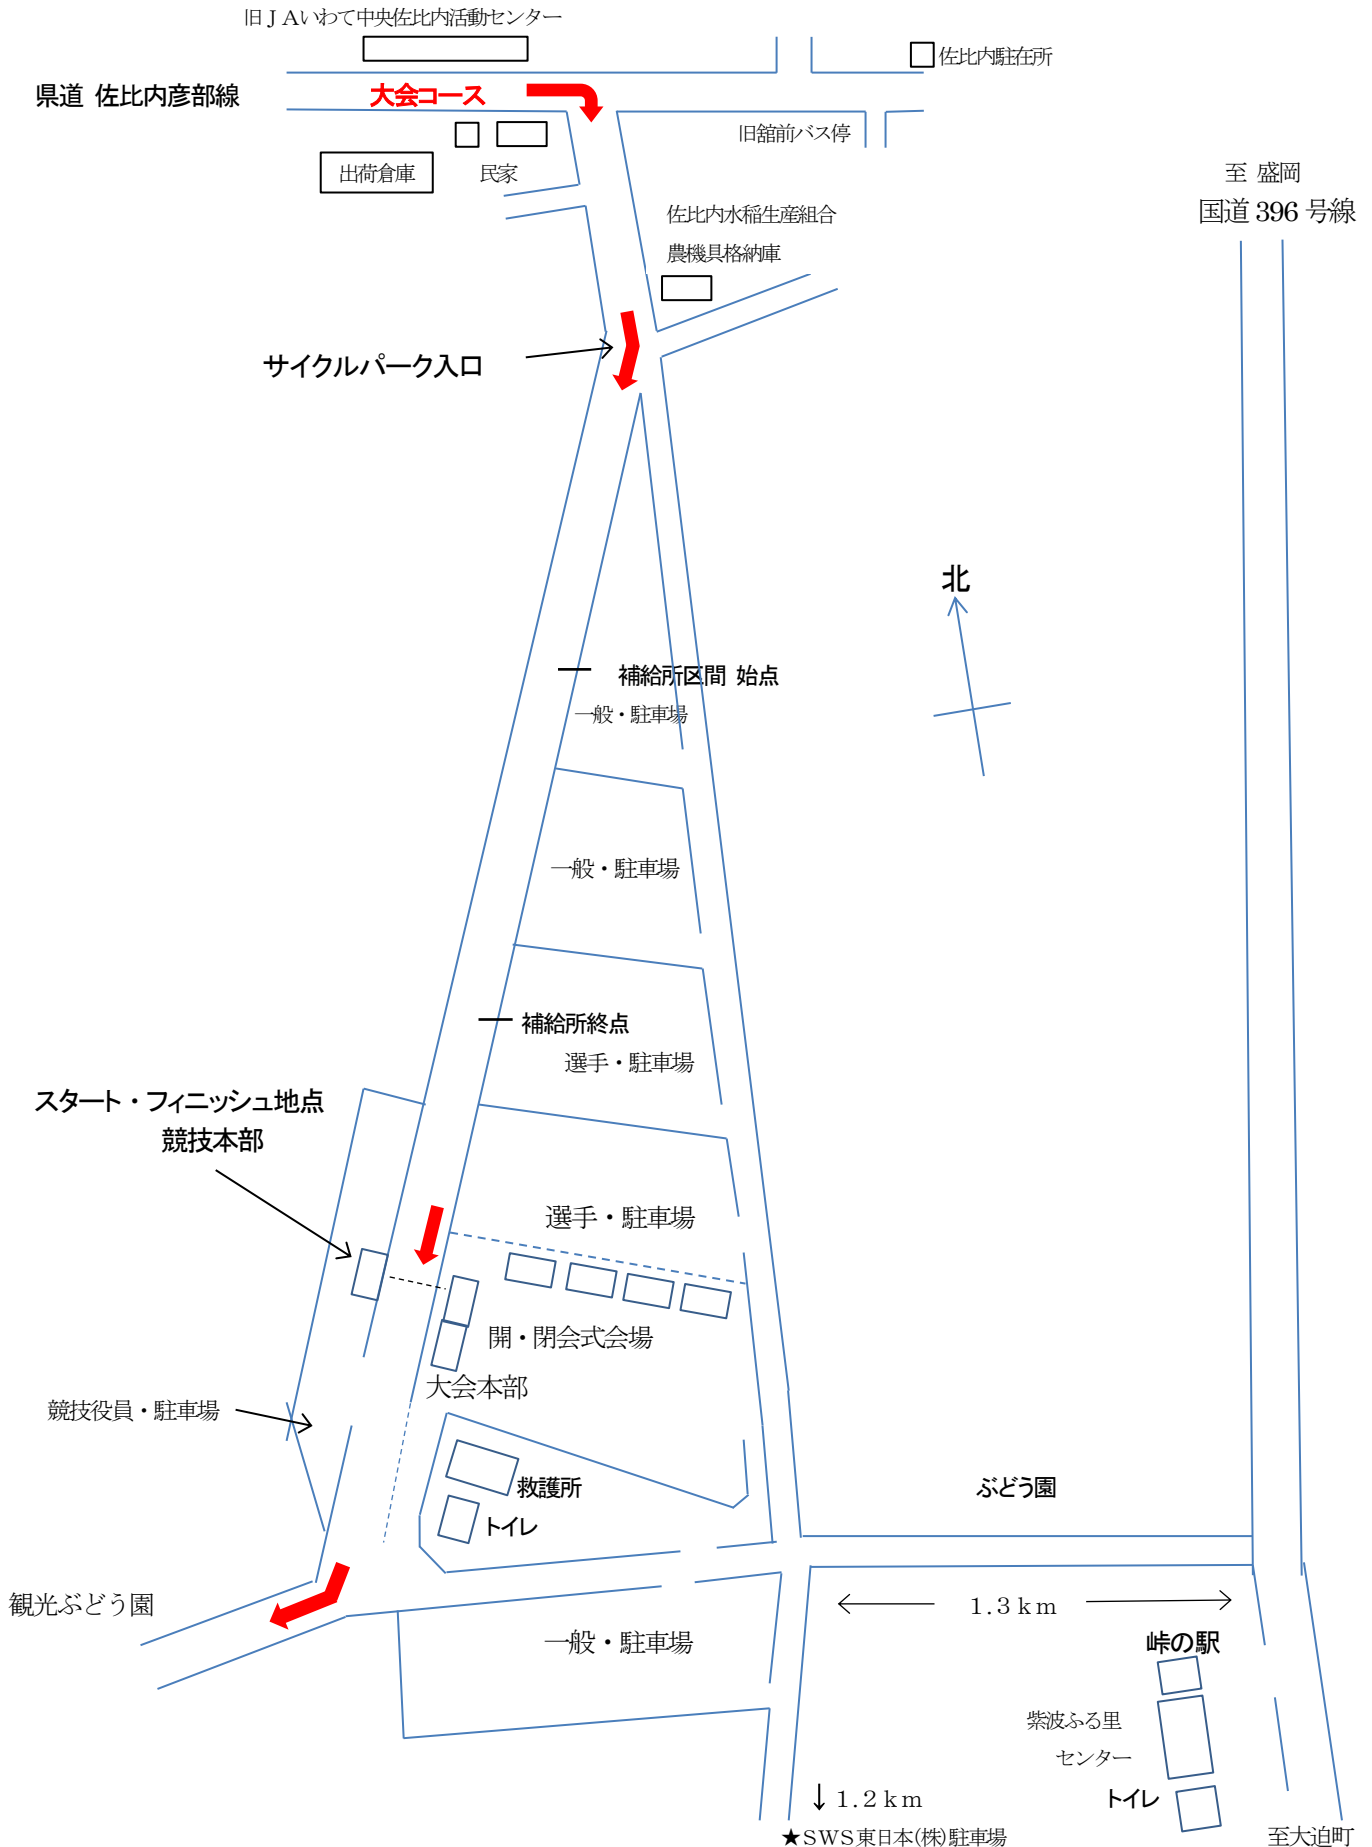 旧ＪＡいわて中央佐比内活動センター
佐比内駐在所
県道 佐比内彦部線
大会コース
旧舘前バス停
出荷倉庫
民家
至 盛岡
国道 396 号線
佐比内水稲生産組合
農機具格納庫
サイクルパーク入口
北
補給所区間 始点
一般・駐車場
一般・駐車場
補給所終点
選手・駐車場
スタート・フィニッシュ地点
競技本部
選手・駐車場
開・閉会式会場
大会本部
競技役員・駐車場
救護所
トイレ
ぶどう園
観光ぶどう園
1.3ｋｍ
一般・駐車場
峠の駅
紫波ふる里
センター
トイレ
↓1.2ｋｍ
★ＳＷＳ東日本(株)駐車場
至大迫町